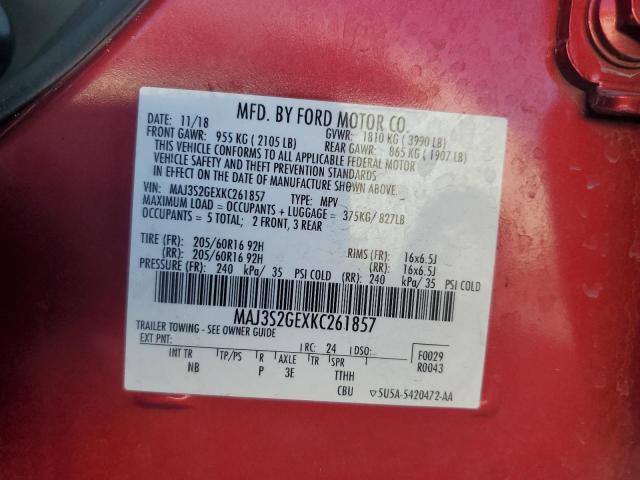 MFD. BY FORD MOTOR CO.
DATE: 11/18 GVWR: 1810 KG ( 3990 LB)
FRONT GAWR: 955 KG ( 2105 LB) REAR GAWR: 865 KG ( 1907 LB)
THIS VEHICLE CONFORMS TO ALL APPLICABLE FEDERAL MOTOR
VEHICLE SAFETY AND THEFT PREVENTION STANDARDS
IN EFFECT ON THE DATE OF MANUFACTURE SHOWN ABOVE.
VIN: MAJ3S2GEXKC261857 TYPE: MPV
MAXIMUM LOAD = OCCUPANTS + LUGGAGE = 375KG/ 827LB
OCCUPANTS = 5 TOTAL; 2 FRONT, 3 REAR
TIRE (FR): 205/60R16 92H RIMS (FR): 16x6.5J
(RR): 205/60R16 92H (RR): 16x6.5J
PRESSURE (FR): 240 kPa/ 35 PSI COLD (RR): 240 kPa/ 35 PSI COLD
MAJ3S2GEXKC261857
TRAILER TOWING - SEE OWNER GUIDE
EXT PNT: RC: 24 DSO: F0029
INT TR TP/PS R AXLE TR SPR R0043
NB P 3E TTHH
CBU ▽5U5A-5420472-AA